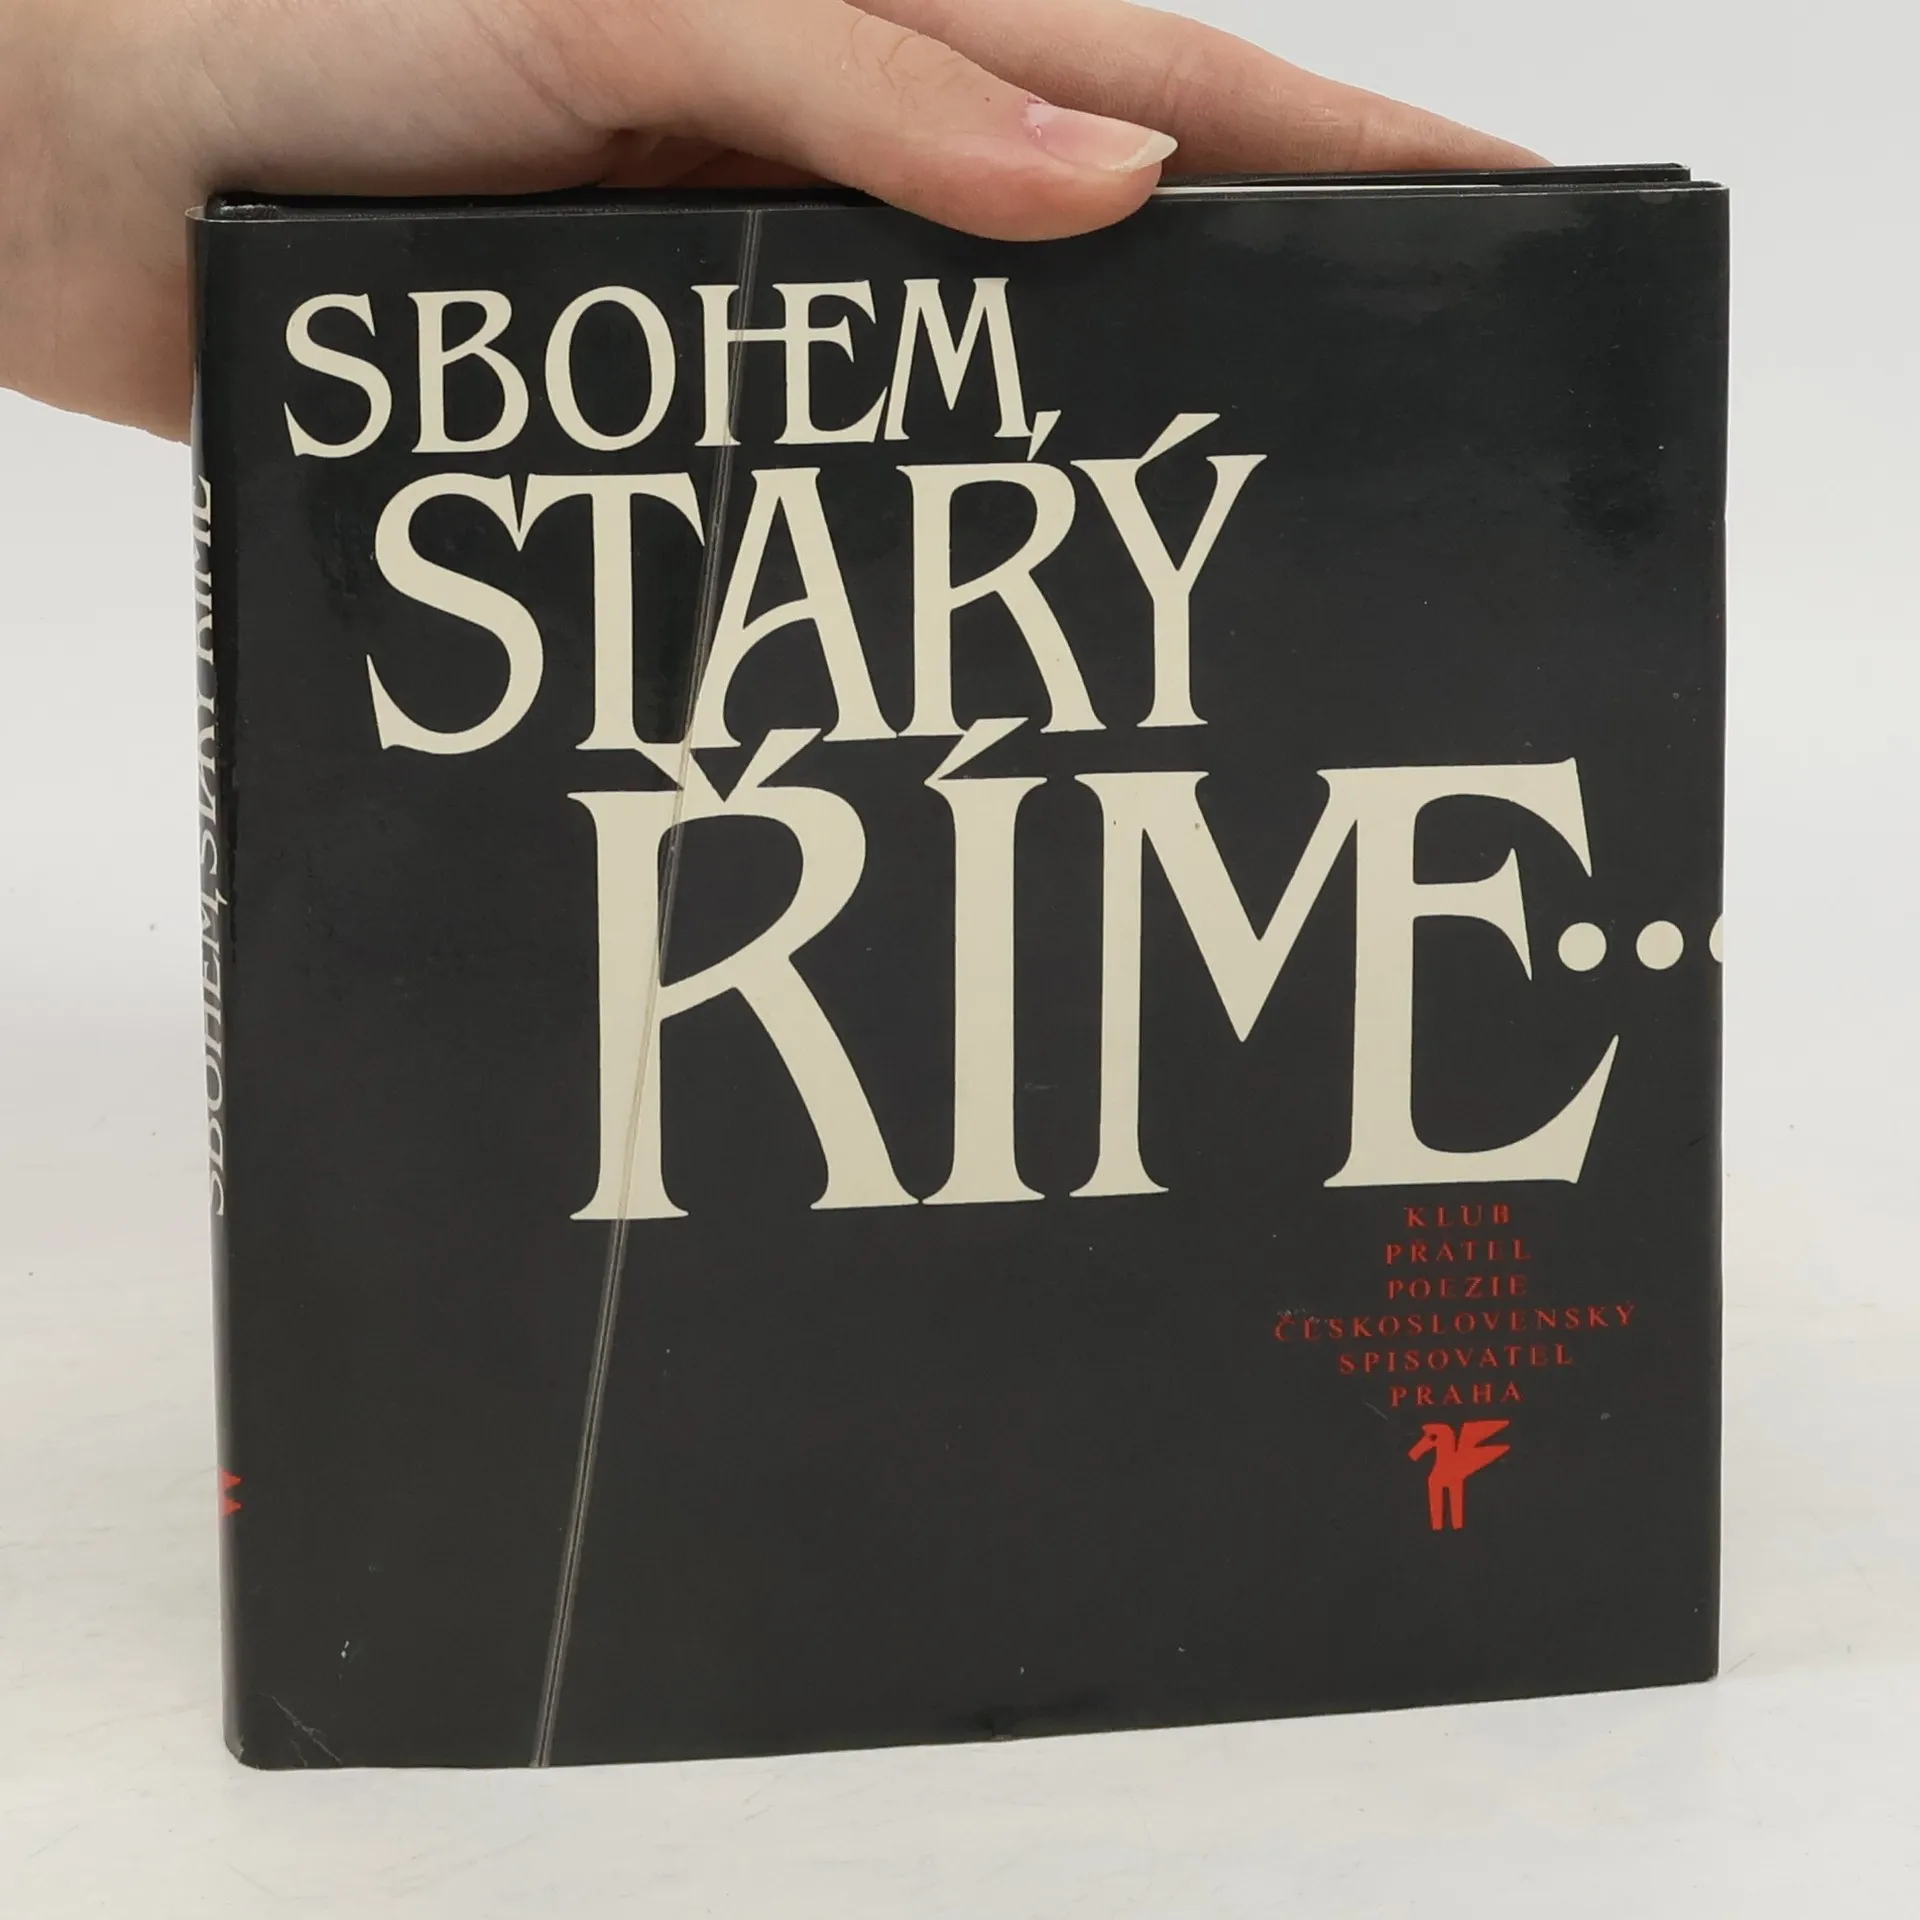 SBOHEM,
STARÝ
ŘÍME...
KLUB
PŘÁTEL
POEZIE
ČESKOSLOVENSKÝ
SPISOVATEL
PRAHA
SBOHEM, STARÝ ŘÍME